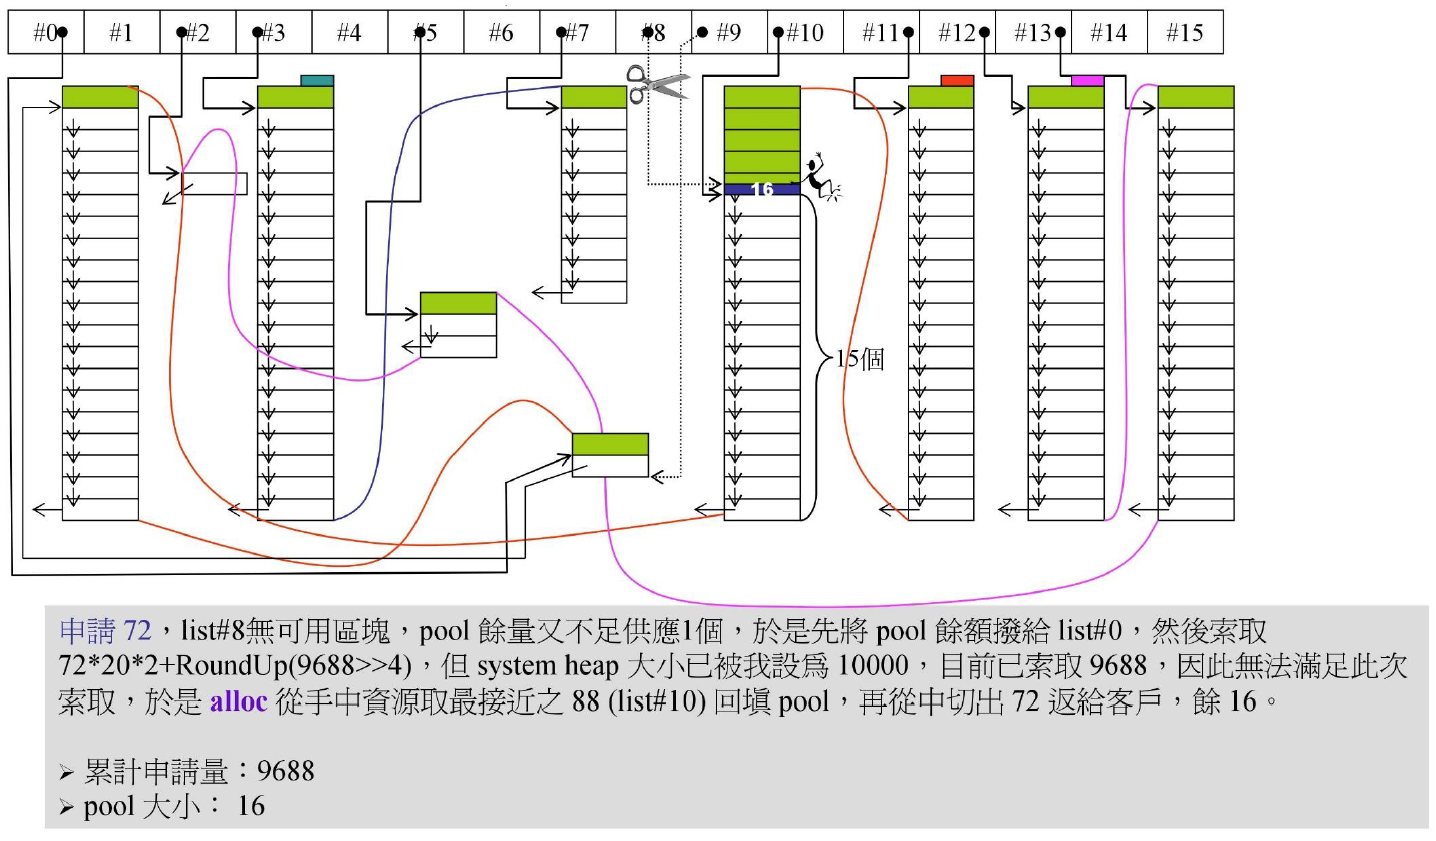 #0 #1 #2 #3 #4 #5 #6 #7 #8 #9 #10 #11 #12 #13 #14 #15
16
15個
申請 72，list#8無可用區塊，pool 餘量又不足供應1個，於是先將 pool 餘額撥給 list#0，然後索取
72*20*2+RoundUp(9688>>4)，但 system heap 大小已被我設為 10000，目前已索取 9688，因此無法滿足此次
索取，於是 alloc 從手中資源取最接近之 88 (list#10) 回填 pool，再從中切出 72 返給客戶，餘 16。
➢ 累計申請量：9688
➢ pool 大小： 16